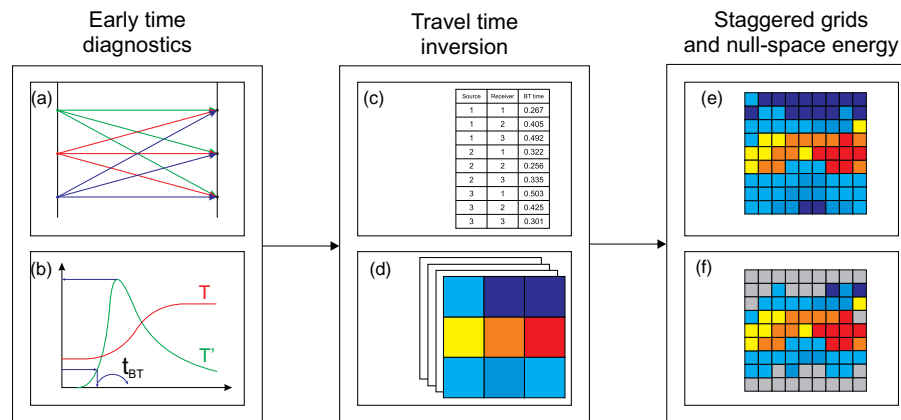 Early time
diagnostics
Travel time
inversion
Staggered grids
and null-space energy
(a)
(b)
T
T'
tBT
(c)
Source Receiver BT time
1 1 0.267
1 2 0.405
1 3 0.492
2 1 0.322
2 2 0.256
2 3 0.335
3 1 0.503
3 2 0.425
3 3 0.301
(d)
(e)
(f)